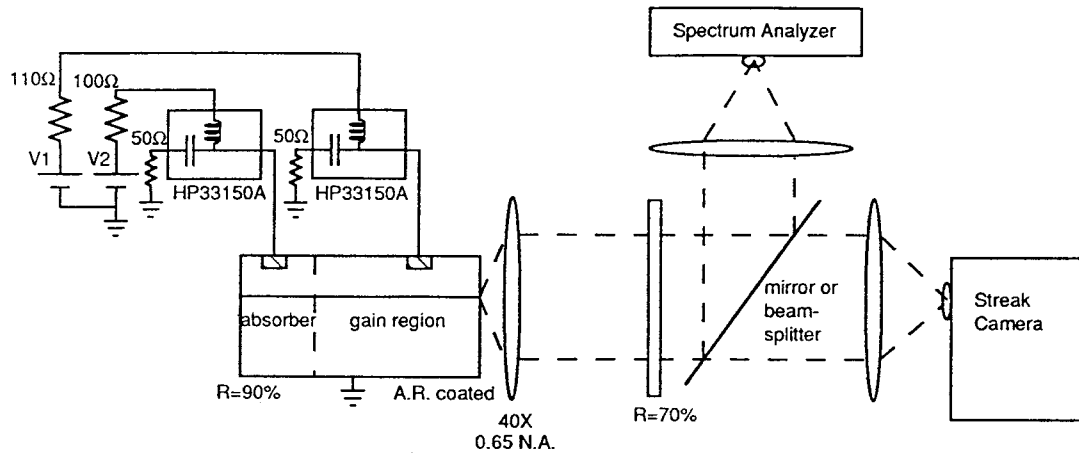 Spectrum Analyzer
110Ω
100Ω
50Ω
50Ω
V1
V2
HP33150A
HP33150A
mirror or
beam-
splitter
Streak
Camera
absorber
gain region
R=90%
A.R. coated
R=70%
40X
0.65 N.A.